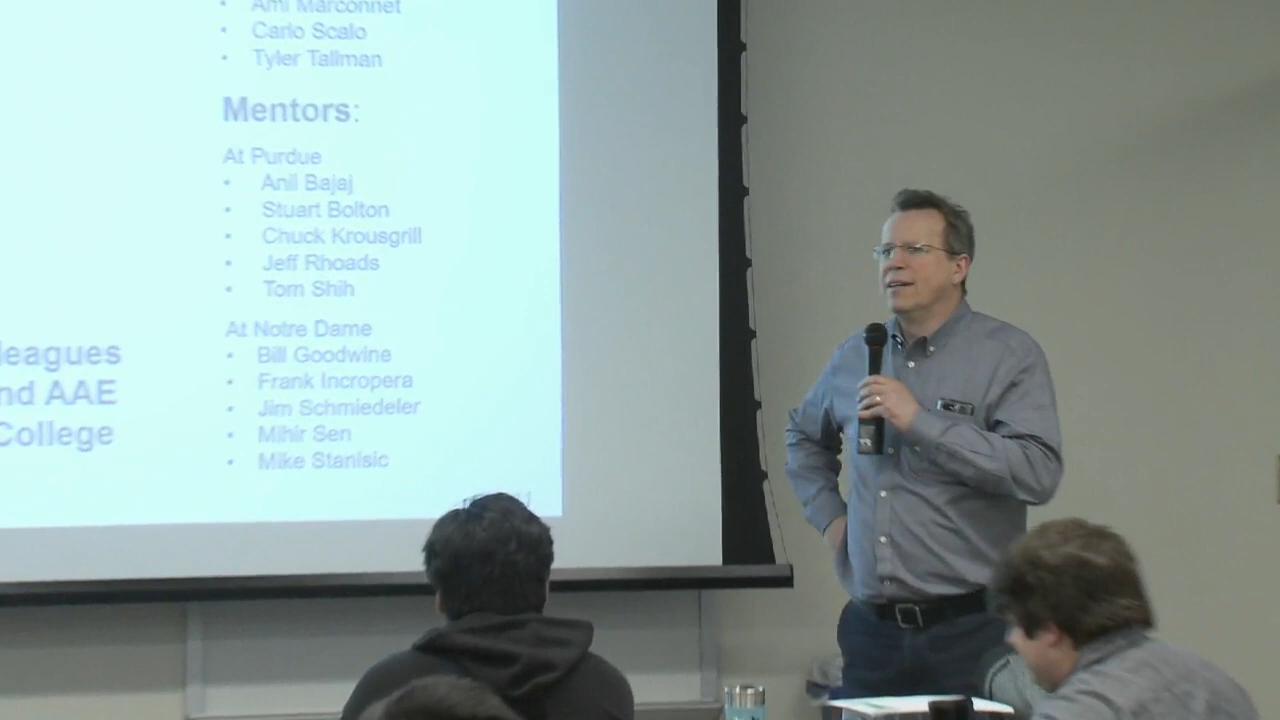 Ami Marconnet
Carlo Scalo
Tyler Tallman
Mentors:
At Purdue
Anil Bajaj
Stuart Bolton
Chuck Krousgrill
Jeff Rhoads
Tom Shih
At Notre Dame
Bill Goodwine
Frank Incropera
Jim Schmiedeler
Mihir Sen
Mike Stanisic
leagues
nd AAE
College